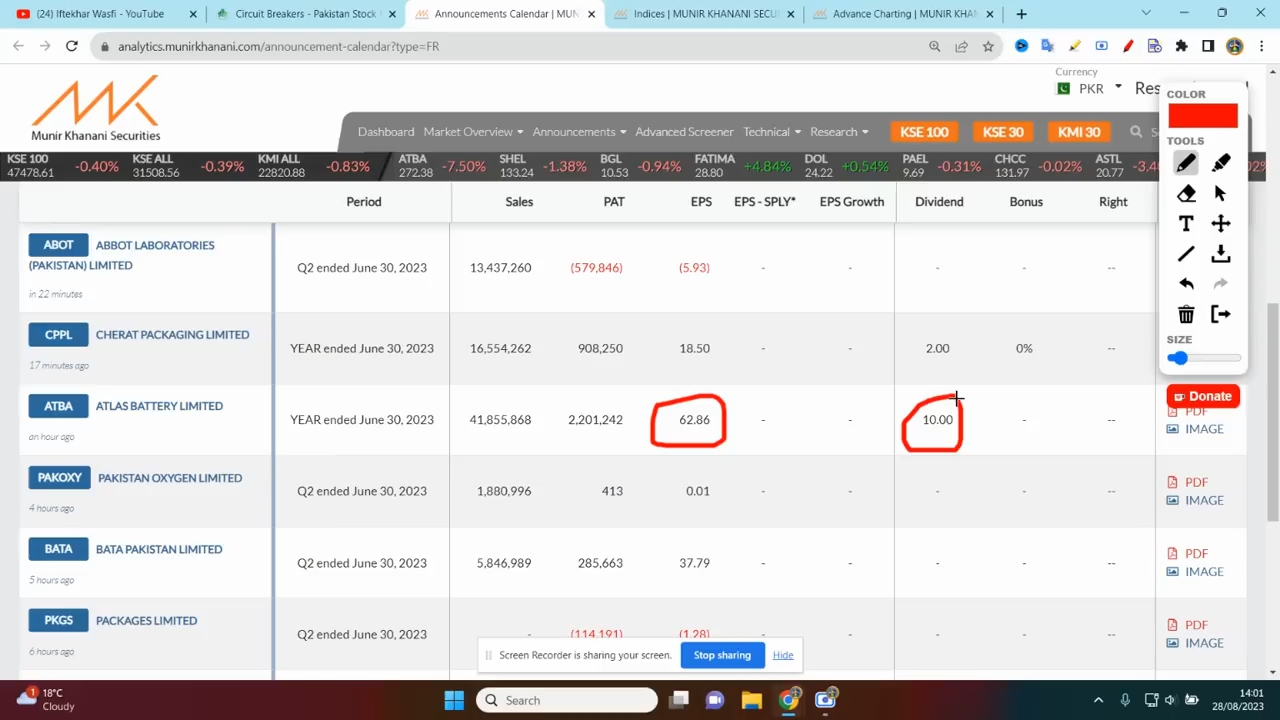 (14) Iftekhar Wasfi - YouTube
Circuit Breakers - Pakistan Stock
Announcements Calendar | MUN
Indices | MUNIR KHANANI SECU
Advance Charting | MUNIR KHAN
analytics.munirkhanani.com/announcement-calendar?type=FR
Munir Khanani Securities
Currency
PKR
Res
Dashboard Market Overview Announcements Advanced Screener Technical Research KSE 100 KSE 30 KMI 30
KSE 100 47478.61 -0.40%
KSE ALL 31508.56 -0.39%
KMI ALL 22820.88 -0.83%
ATBA 272.38 -7.50%
SHEL 133.24 -1.38%
BGL 10.53 -0.94%
FATIMA 28.80 +4.84%
DOL 24.22 +0.54%
PAEL 9.69 -0.31%
CHCC 131.97 -0.02%
ASTL 20.77
Period Sales PAT EPS EPS - SPLY* EPS Growth Dividend Bonus Right
ABOT ABBOT LABORATORIES
(PAKISTAN) LIMITED
in 22 minutes
Q2 ended June 30, 2023 13,437,260 (579,846) (5.93) - - - - --
CPPL CHERAT PACKAGING LIMITED
17 minutes ago
YEAR ended June 30, 2023 16,554,262 908,250 18.50 - - 2.00 0% --
ATBA ATLAS BATTERY LIMITED
an hour ago
YEAR ended June 30, 2023 41,855,868 2,201,242 62.86 - - 10.00 - --
PDF
IMAGE
PAKOXY PAKISTAN OXYGEN LIMITED
4 hours ago
Q2 ended June 30, 2023 1,880,996 413 0.01 - - - - --
PDF
IMAGE
BATA BATA PAKISTAN LIMITED
5 hours ago
Q2 ended June 30, 2023 5,846,989 285,663 37.79 - - - - --
PDF
IMAGE
PKGS PACKAGES LIMITED
6 hours ago
Q2 ended June 30, 2023 - (114,191) (1.28) - - - - --
PDF
IMAGE
COLOR
TOOLS
SIZE
Donate
Screen Recorder is sharing your screen. Stop sharing Hide
1
18°C
Cloudy
Search
14:01
28/08/2023